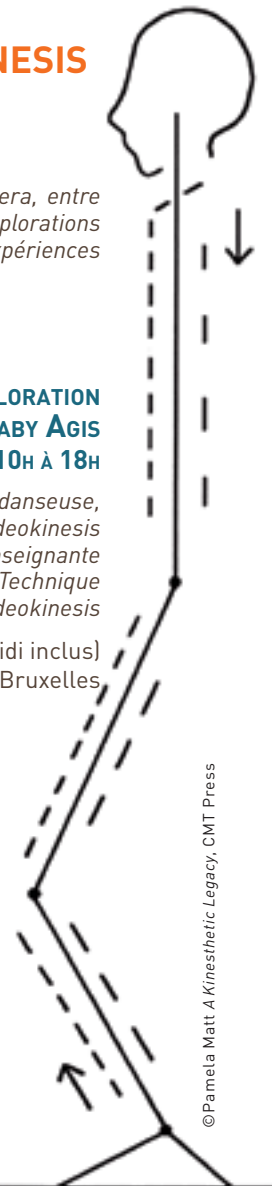 NESIS
era, entre
plorations
xpériences
LORATION
ABY AGIS
10H À 18H
danseuse,
deokinesis
nseignante
Technique
deokinesis
idi inclus)
Bruxelles
©Pamela Matt A Kinesthetic Legacy, CMT Press